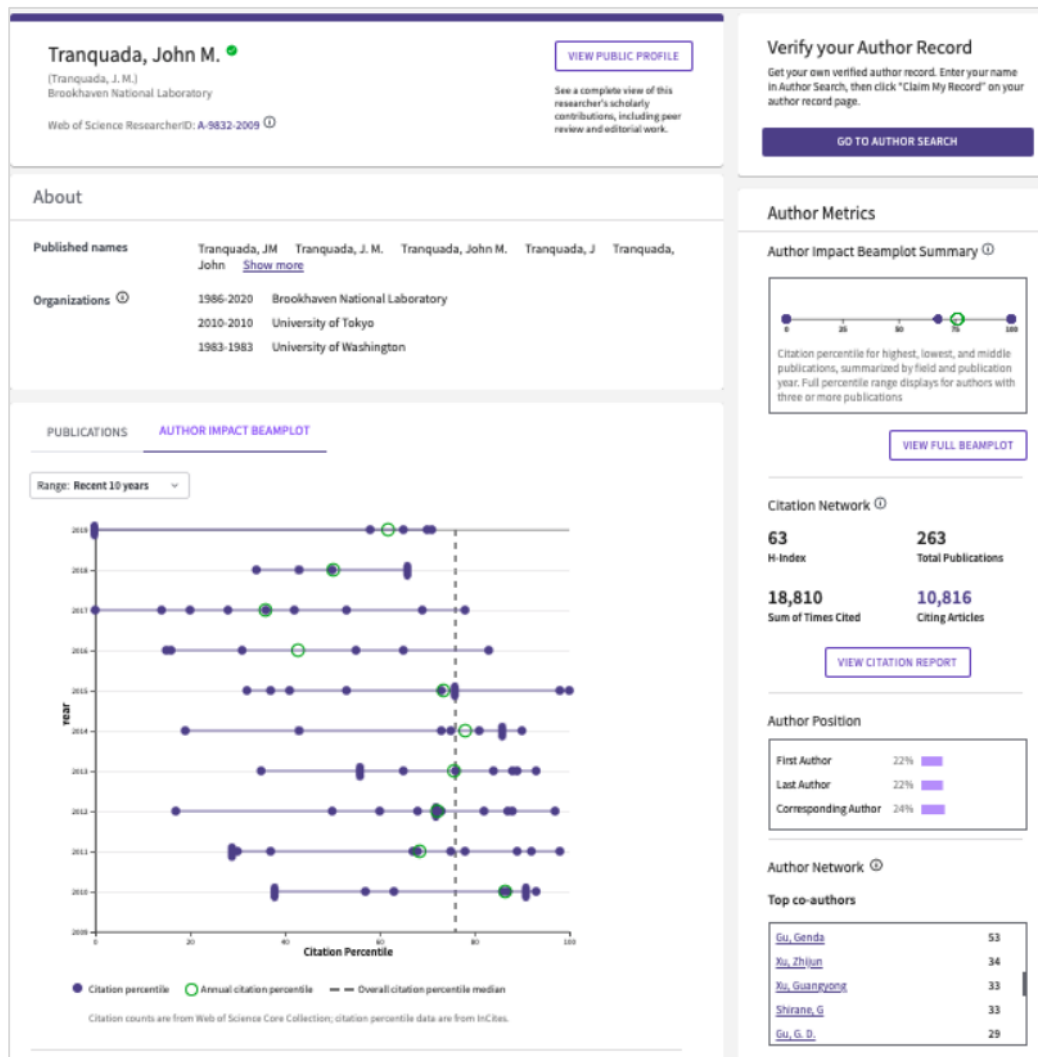 Tranquada, John M.
(Tranquada, J. M.)
Brookhaven National Laboratory
Web of Science ResearcherID: A-9832-2009
VIEW PUBLIC PROFILE
See a complete view of this
researcher's scholarly
contributions, including peer
review and editorial work.
About
Published names
Tranquada, JM Tranquada, J. M. Tranquada, John M. Tranquada, J Tranquada,
John Show more
Organizations
1986-2020 Brookhaven National Laboratory
2010-2010 University of Tokyo
1983-1983 University of Washington
PUBLICATIONS
AUTHOR IMPACT BEAMPLOT
Range: Recent 10 years
2019
2018
2017
2016
2015
2014
2013
2012
2011
2010
2009
Year
0 20 40 60 80 100
Citation Percentile
Citation percentile Annual citation percentile Overall citation percentile median
Citation counts are from Web of Science Core Collection; citation percentile data are from InCites.
Verify your Author Record
Get your own verified author record. Enter your name
in Author Search, then click "Claim My Record" on your
author record page.
GO TO AUTHOR SEARCH
Author Metrics
Author Impact Beamplot Summary
0 25 50 75 100
Citation percentile for highest, lowest, and middle
publications, summarized by field and publication
year. Full percentile range displays for authors with
three or more publications
VIEW FULL BEAMPLOT
Citation Network
63 263
H-Index Total Publications
18,810 10,816
Sum of Times Cited Citing Articles
VIEW CITATION REPORT
Author Position
First Author 22%
Last Author 22%
Corresponding Author 24%
Author Network
Top co-authors
Gu, Genda 53
Xu, Zhijun 34
Xu, Guangyong 33
Shirane, G 33
Gu, G. D. 29